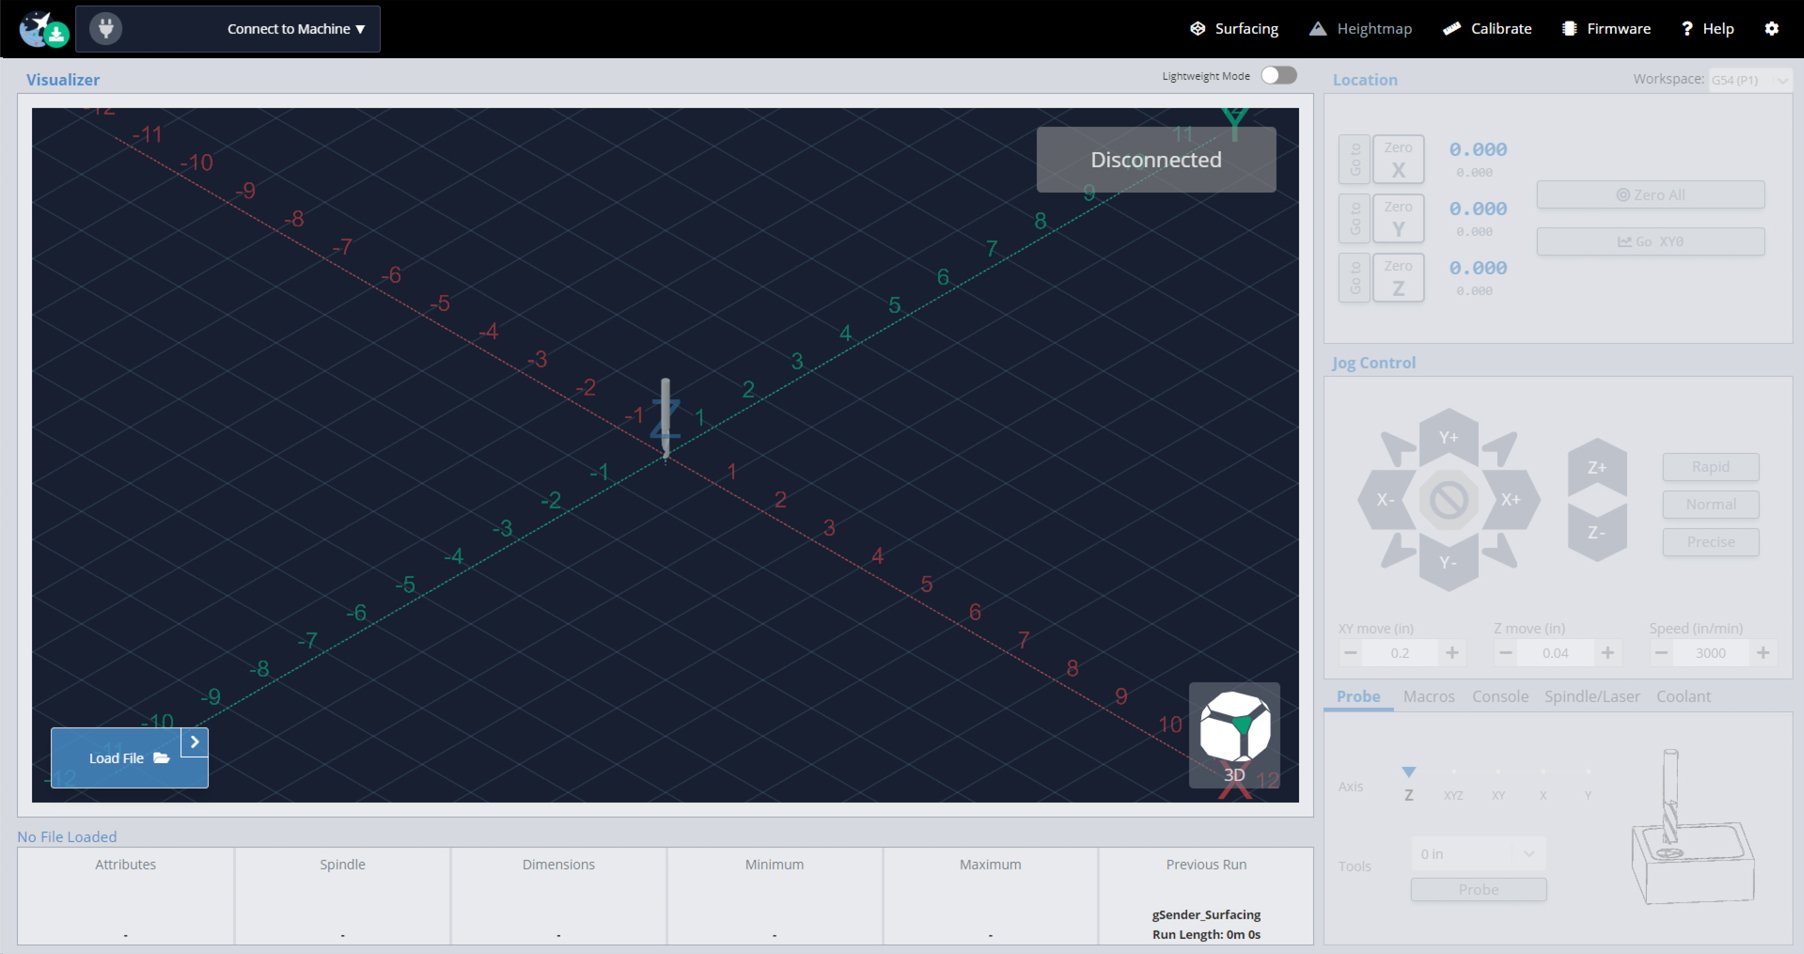 Connect to Machine ▼
Surfacing
Heightmap
Calibrate
Firmware
? Help
Visualizer
Lightweight Mode
Location
Workspace: G54 (P1)
-12
-11
-10
-9
-8
-7
-6
-5
-4
-3
-2
-1
Y
11
10
9
8
7
6
5
4
3
2
1
Disconnected
Z
-1
-2
-3
-4
-5
-6
-7
-8
-9
-10
-11
-12
1
2
3
4
5
6
7
8
9
10
12
X
3D
Load File
Go to
Zero X
0.000
0.000
Go to
Zero Y
0.000
0.000
Go to
Zero Z
0.000
0.000
Zero All
Go XY0
Jog Control
Y+
X-
X+
Y-
Z+
Z-
Rapid
Normal
Precise
XY move (in)
Z move (in)
Speed (in/min)
− 0.2 +
− 0.04 +
− 3000 +
Probe
Macros
Console
Spindle/Laser
Coolant
Axis
Z
XYZ
XY
X
Y
Tools
0 in
Probe
No File Loaded
Attributes
-
Spindle
-
Dimensions
-
Minimum
-
Maximum
-
Previous Run
gSender_Surfacing
Run Length: 0m 0s